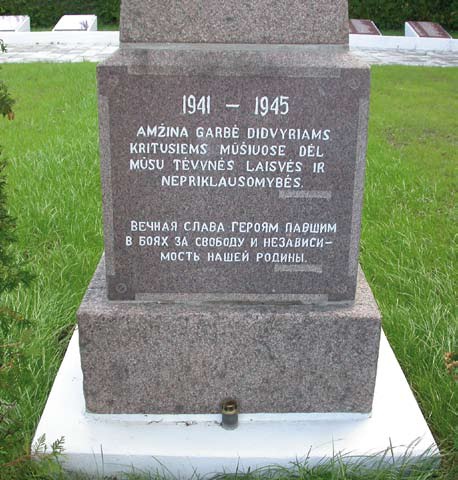 1941 – 1945
AMŽINA GARBĖ DIDVYRIAMS
KRITUSIEMS MŪŠIUOSE DĖL
MŪSU TĖVYNĖS LAISVĖS IR
NEPRIKLAUSOMYBĖS.
ВЕЧНАЯ СЛАВА ГЕРОЯМ ПАВШИМ
В БОЯХ ЗА СВОБОДУ И НЕЗАВИСИ–
МОСТЬ НАШЕЙ РОДИНЫ.